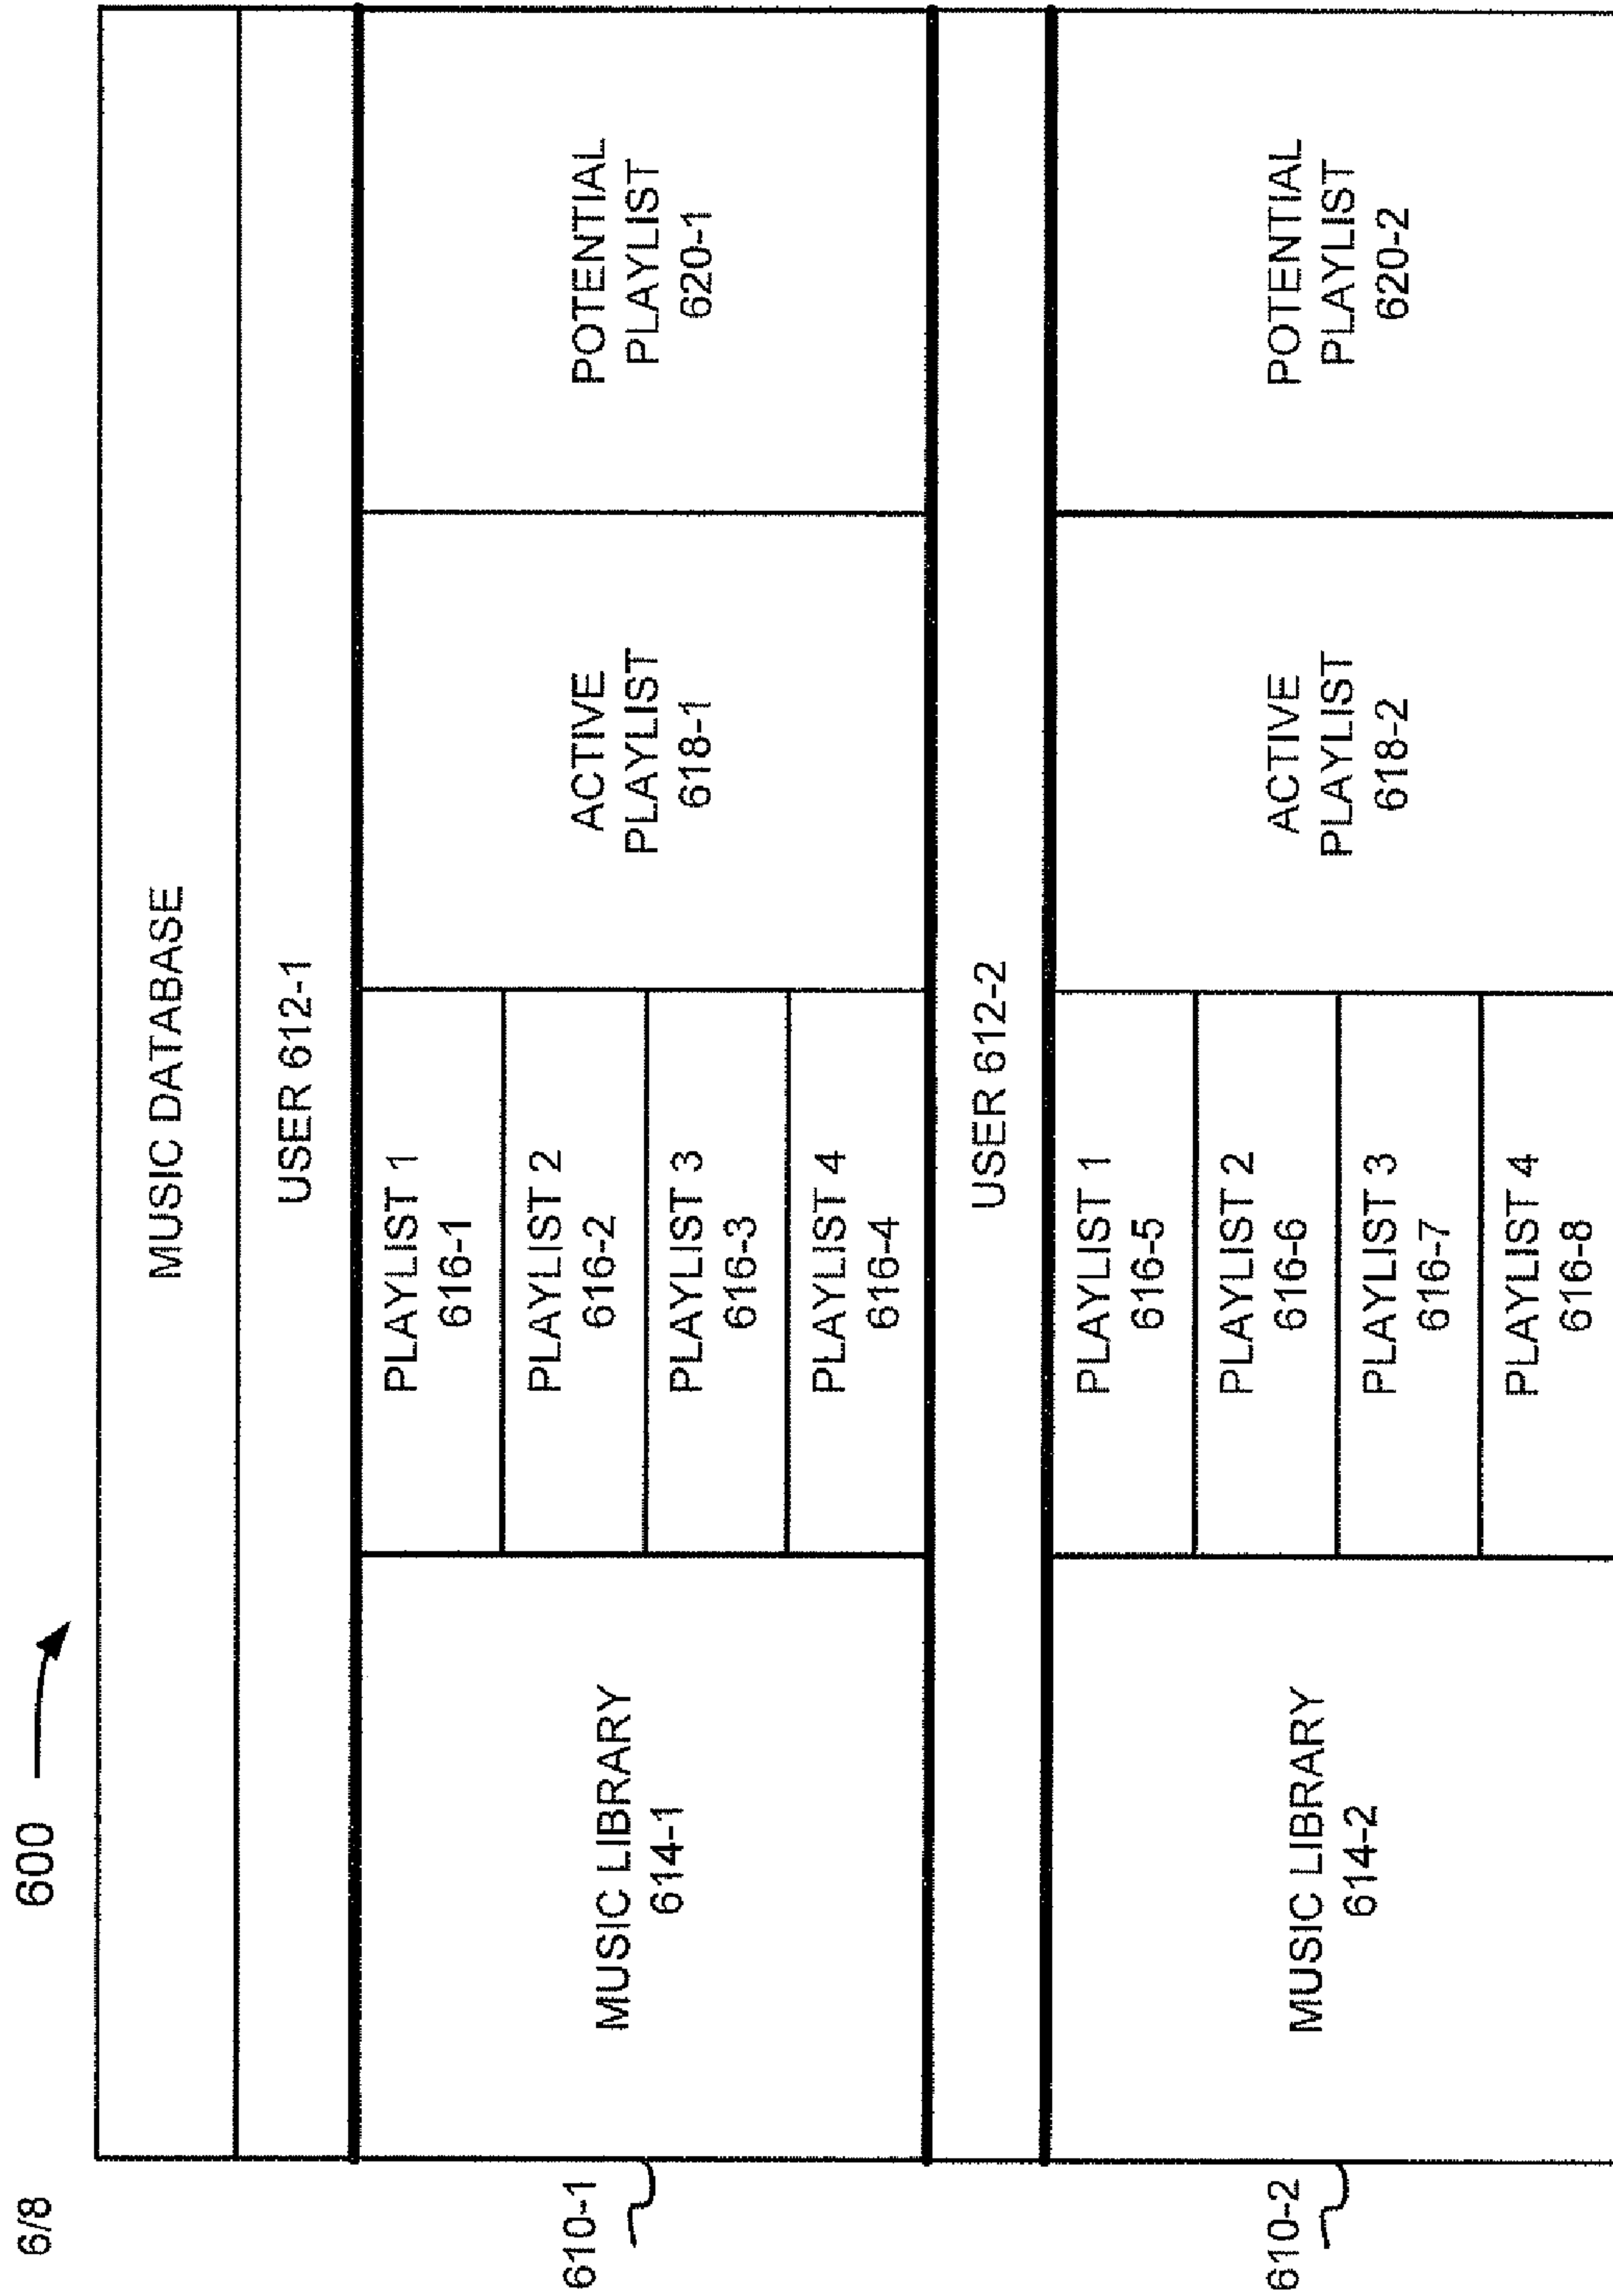 6/8
600
MUSIC DATABASE
USER 612-1
610-1
MUSIC LIBRARY
614-1
PLAYLIST 1
616-1
PLAYLIST 2
616-2
PLAYLIST 3
616-3
PLAYLIST 4
616-4
ACTIVE
PLAYLIST
618-1
POTENTIAL
PLAYLIST
620-1
USER 612-2
610-2
MUSIC LIBRARY
614-2
PLAYLIST 1
616-5
PLAYLIST 2
616-6
PLAYLIST 3
616-7
PLAYLIST 4
616-8
ACTIVE
PLAYLIST
618-2
POTENTIAL
PLAYLIST
620-2